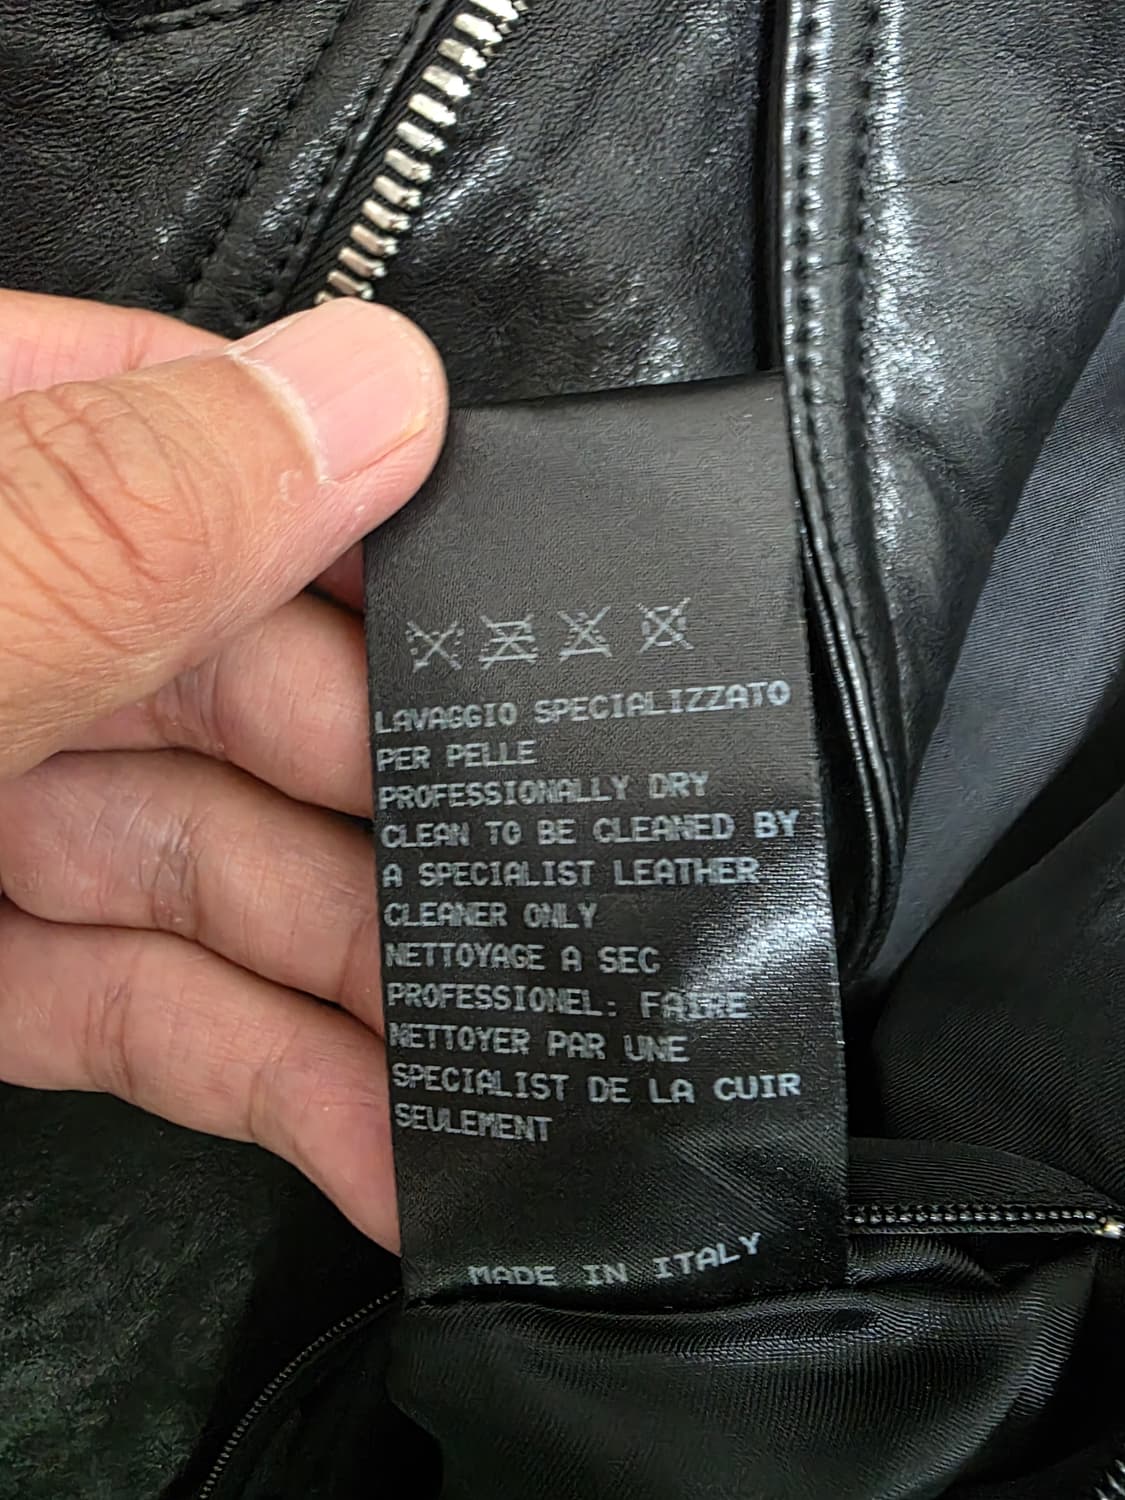 LAVAGGIO SPECIALIZZATO
PER PELLE
PROFESSIONALLY DRY
CLEAN TO BE CLEANED BY
A SPECIALIST LEATHER
CLEANER ONLY
NETTOYAGE A SEC
PROFESSIONEL: FAIRE
NETTOYER PAR UNE
SPECIALIST DE LA CUIR
SEULEMENT
MADE IN ITALY